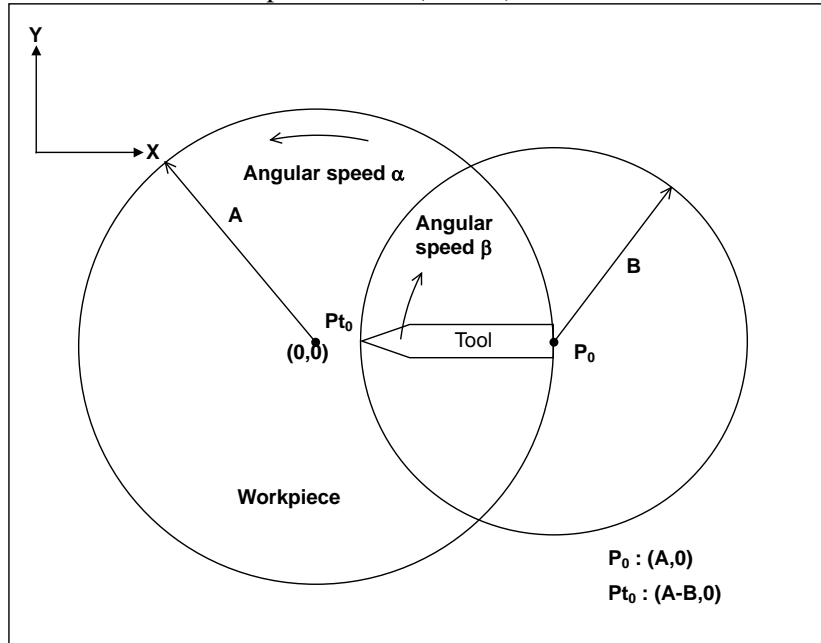 Y
X
Angular speed α
A
Angular
speed β
B
Pt₀
(0,0)
Tool
P₀
Workpiece
P₀ : (A,0)
Pt₀ : (A-B,0)